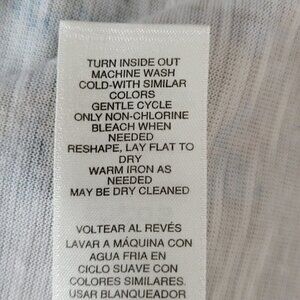 TURN INSIDE OUT
MACHINE WASH
COLD-WITH SIMILAR
COLORS
GENTLE CYCLE
ONLY NON-CHLORINE
BLEACH WHEN
NEEDED
RESHAPE, LAY FLAT TO
DRY
WARM IRON AS
NEEDED
MAY BE DRY CLEANED
VOLTEAR AL REVÉS
LAVAR A MÁQUINA CON
AGUA FRIA EN
CICLO SUAVE CON
COLORES SIMILARES.
USAR BLANQUEADOR